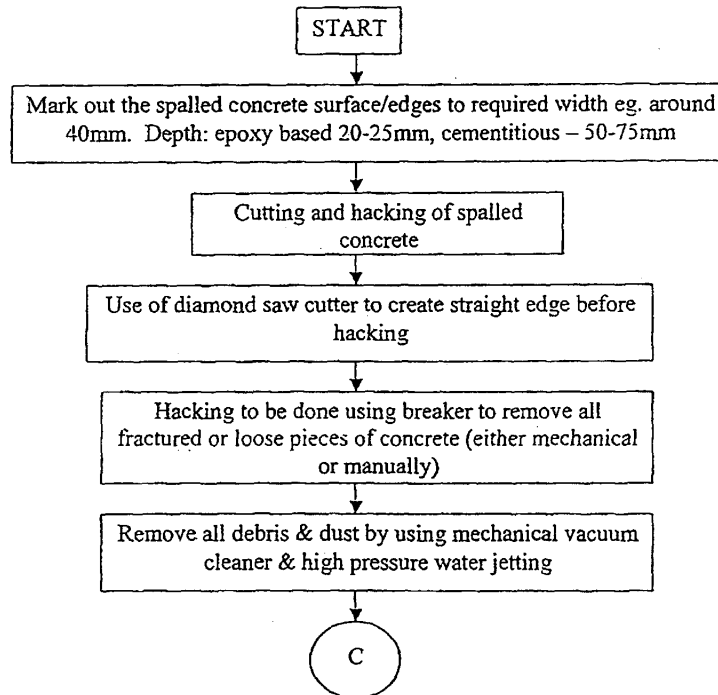 START
Mark out the spalled concrete surface/edges to required width eg. around
40mm. Depth: epoxy based 20-25mm, cementitious – 50-75mm
Cutting and hacking of spalled
concrete
Use of diamond saw cutter to create straight edge before
hacking
Hacking to be done using breaker to remove all
fractured or loose pieces of concrete (either mechanical
or manually)
Remove all debris & dust by using mechanical vacuum
cleaner & high pressure water jetting
C